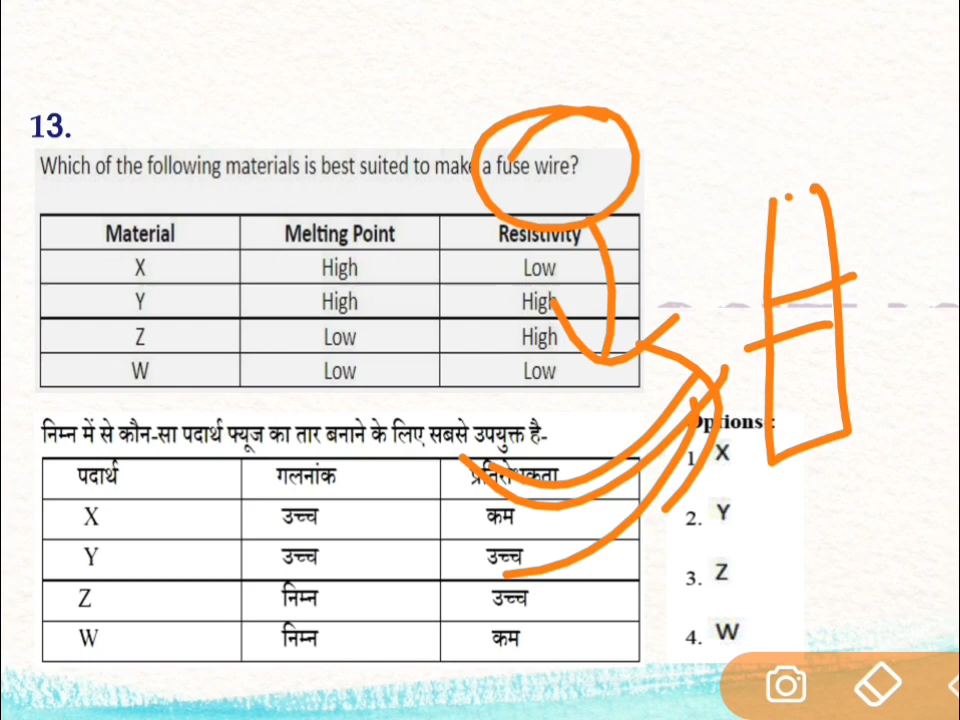 13.
Which of the following materials is best suited to make a fuse wire?
Material Melting Point Resistivity
X High Low
Y High High
Z Low High
W Low Low
निम्न में से कौन-सा पदार्थ फ्यूज का तार बनाने के लिए सबसे उपयुक्त है-
पदार्थ गलनांक प्रतिरोधकता
X उच्च कम
Y उच्च उच्च
Z निम्न उच्च
W निम्न कम
Options :
1. X
2. Y
3. Z
4. W